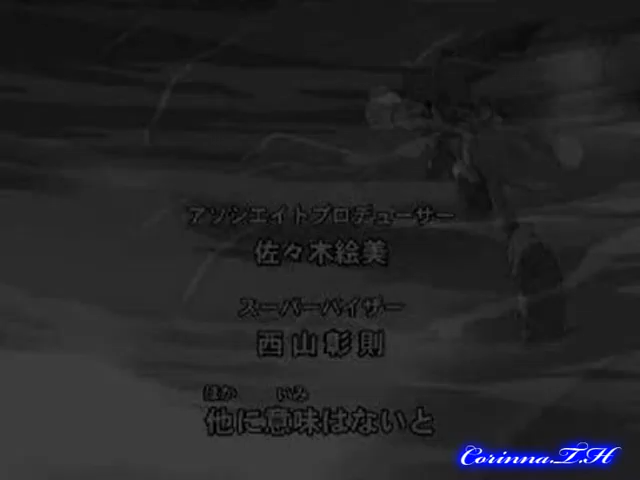 アソシエイトプロデューサー
佐々木絵美
スーパーバイザー
西山彰則
ほか いみ
他に意味はないと
Corinna.T.H